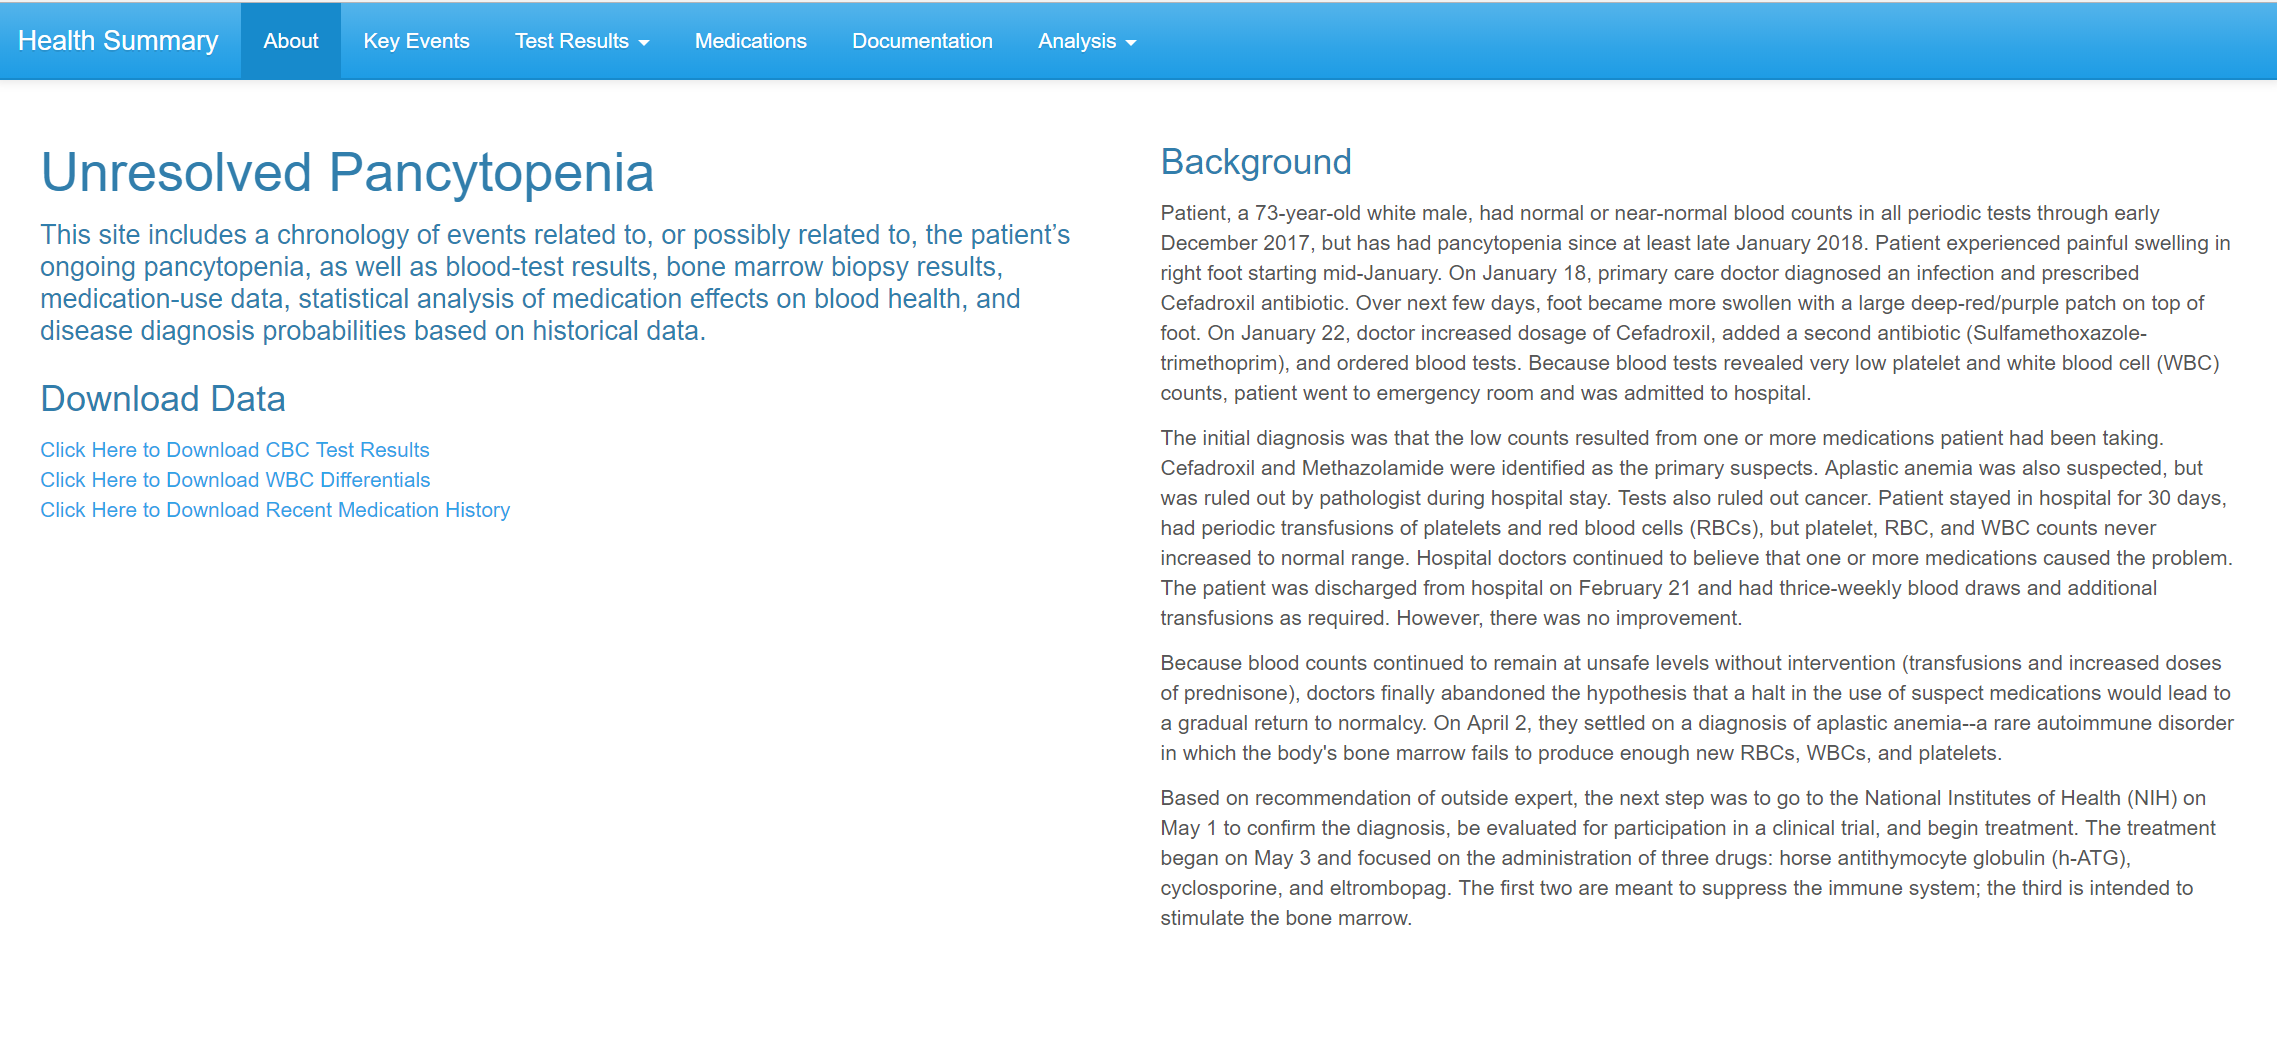 Health Summary About Key Events Test Results Medications Documentation Analysis
Unresolved Pancytopenia
This site includes a chronology of events related to, or possibly related to, the patient’s
ongoing pancytopenia, as well as blood-test results, bone marrow biopsy results,
medication-use data, statistical analysis of medication effects on blood health, and
disease diagnosis probabilities based on historical data.
Download Data
Click Here to Download CBC Test Results
Click Here to Download WBC Differentials
Click Here to Download Recent Medication History
Background
Patient, a 73-year-old white male, had normal or near-normal blood counts in all periodic tests through early
December 2017, but has had pancytopenia since at least late January 2018. Patient experienced painful swelling in
right foot starting mid-January. On January 18, primary care doctor diagnosed an infection and prescribed
Cefadroxil antibiotic. Over next few days, foot became more swollen with a large deep-red/purple patch on top of
foot. On January 22, doctor increased dosage of Cefadroxil, added a second antibiotic (Sulfamethoxazole-
trimethoprim), and ordered blood tests. Because blood tests revealed very low platelet and white blood cell (WBC)
counts, patient went to emergency room and was admitted to hospital.
The initial diagnosis was that the low counts resulted from one or more medications patient had been taking.
Cefadroxil and Methazolamide were identified as the primary suspects. Aplastic anemia was also suspected, but
was ruled out by pathologist during hospital stay. Tests also ruled out cancer. Patient stayed in hospital for 30 days,
had periodic transfusions of platelets and red blood cells (RBCs), but platelet, RBC, and WBC counts never
increased to normal range. Hospital doctors continued to believe that one or more medications caused the problem.
The patient was discharged from hospital on February 21 and had thrice-weekly blood draws and additional
transfusions as required. However, there was no improvement.
Because blood counts continued to remain at unsafe levels without intervention (transfusions and increased doses
of prednisone), doctors finally abandoned the hypothesis that a halt in the use of suspect medications would lead to
a gradual return to normalcy. On April 2, they settled on a diagnosis of aplastic anemia--a rare autoimmune disorder
in which the body's bone marrow fails to produce enough new RBCs, WBCs, and platelets.
Based on recommendation of outside expert, the next step was to go to the National Institutes of Health (NIH) on
May 1 to confirm the diagnosis, be evaluated for participation in a clinical trial, and begin treatment. The treatment
began on May 3 and focused on the administration of three drugs: horse antithymocyte globulin (h-ATG),
cyclosporine, and eltrombopag. The first two are meant to suppress the immune system; the third is intended to
stimulate the bone marrow.